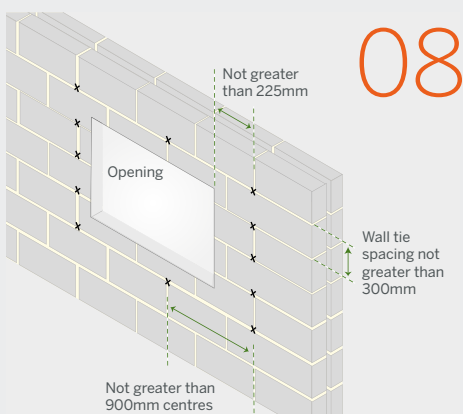 08
Not greater
than 225mm
Opening
Wall tie
spacing not
greater than
300mm
Not greater than
900mm centres